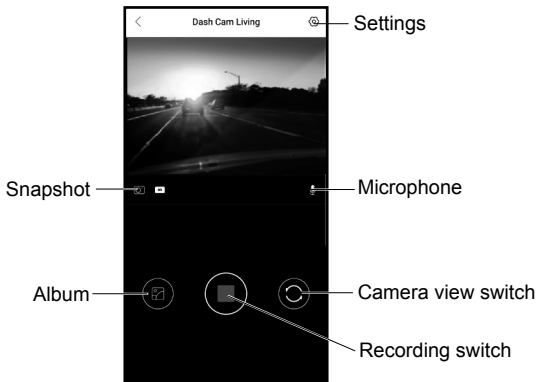 Dash Cam Living
Settings
Snapshot
Microphone
Album
Camera view switch
Recording switch